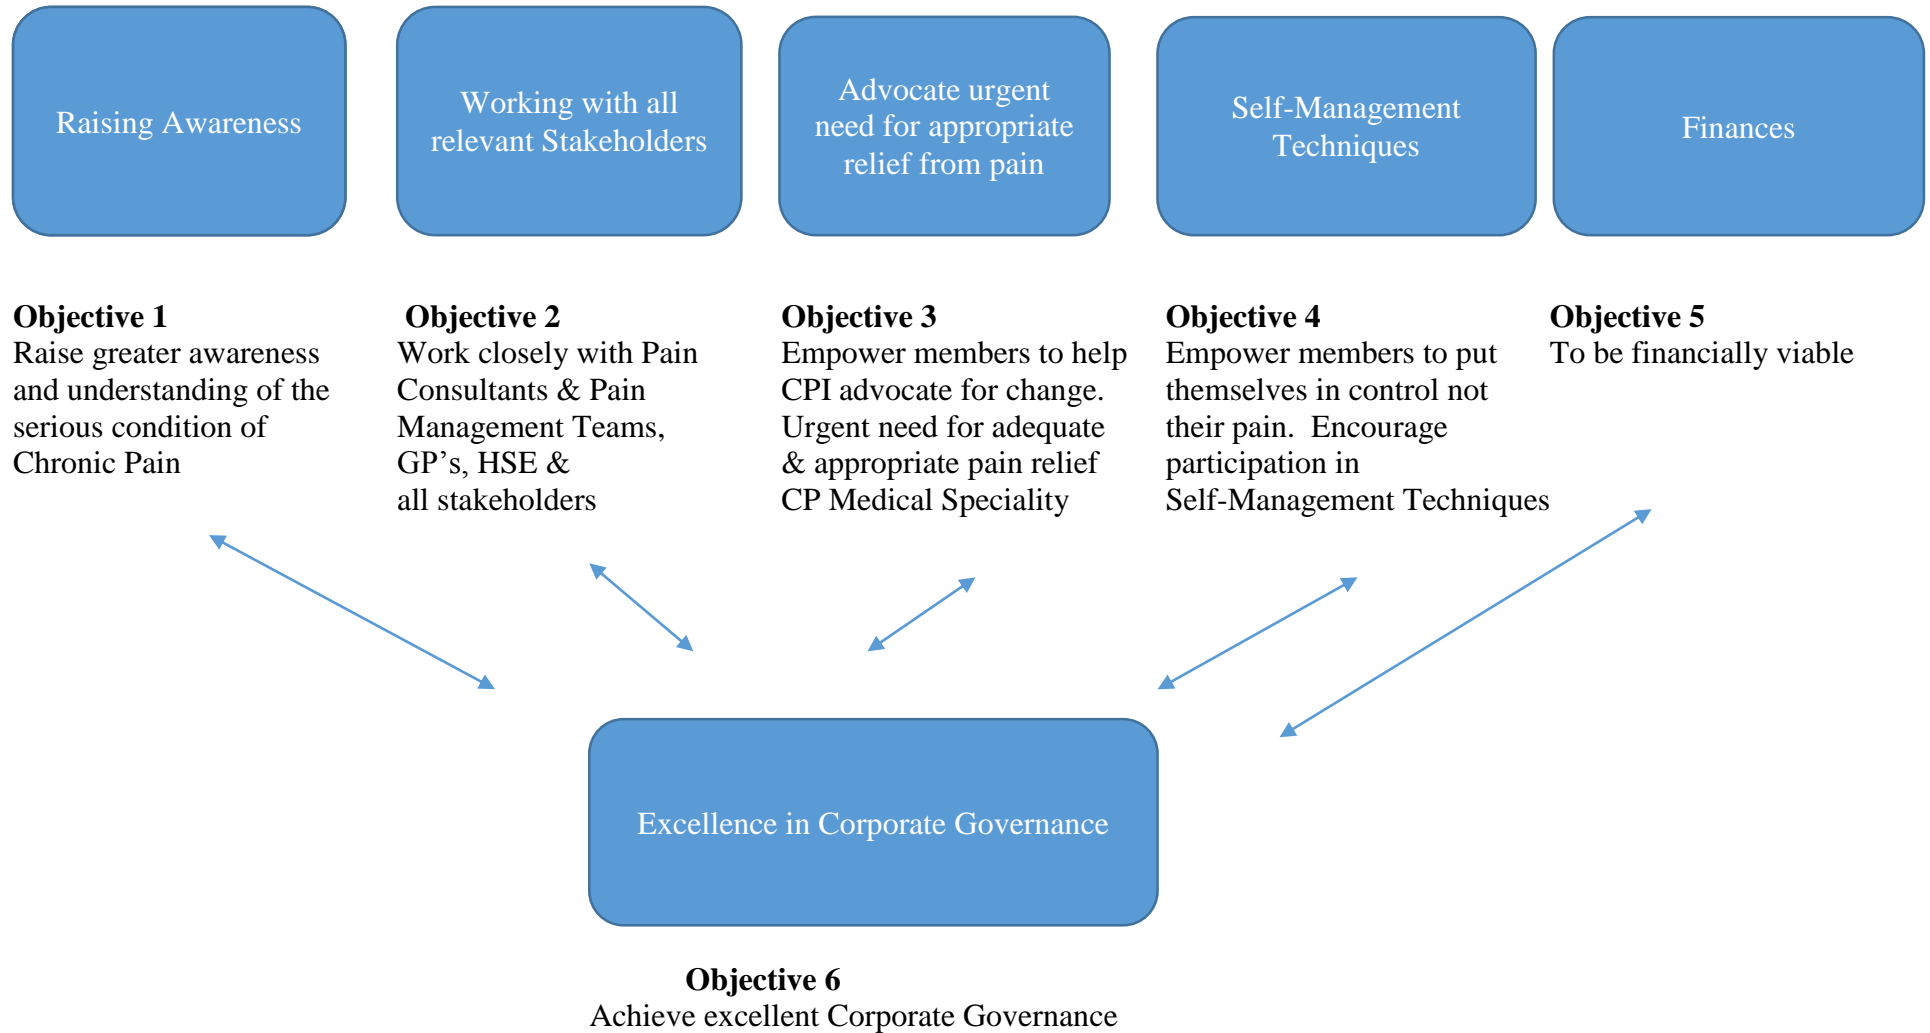 Raising Awareness
Working with all
relevant Stakeholders
Advocate urgent
need for appropriate
relief from pain
Self-Management
Techniques
Finances
Objective 1
Raise greater awareness
and understanding of the
serious condition of
Chronic Pain
Objective 2
Work closely with Pain
Consultants & Pain
Management Teams,
GP’s, HSE &
all stakeholders
Objective 3
Empower members to help
CPI advocate for change.
Urgent need for adequate
& appropriate pain relief
CP Medical Speciality
Objective 4
Empower members to put
themselves in control not
their pain.  Encourage
participation in
Self-Management Techniques
Objective 5
To be financially viable
Excellence in Corporate Governance
Objective 6
Achieve excellent Corporate Governance